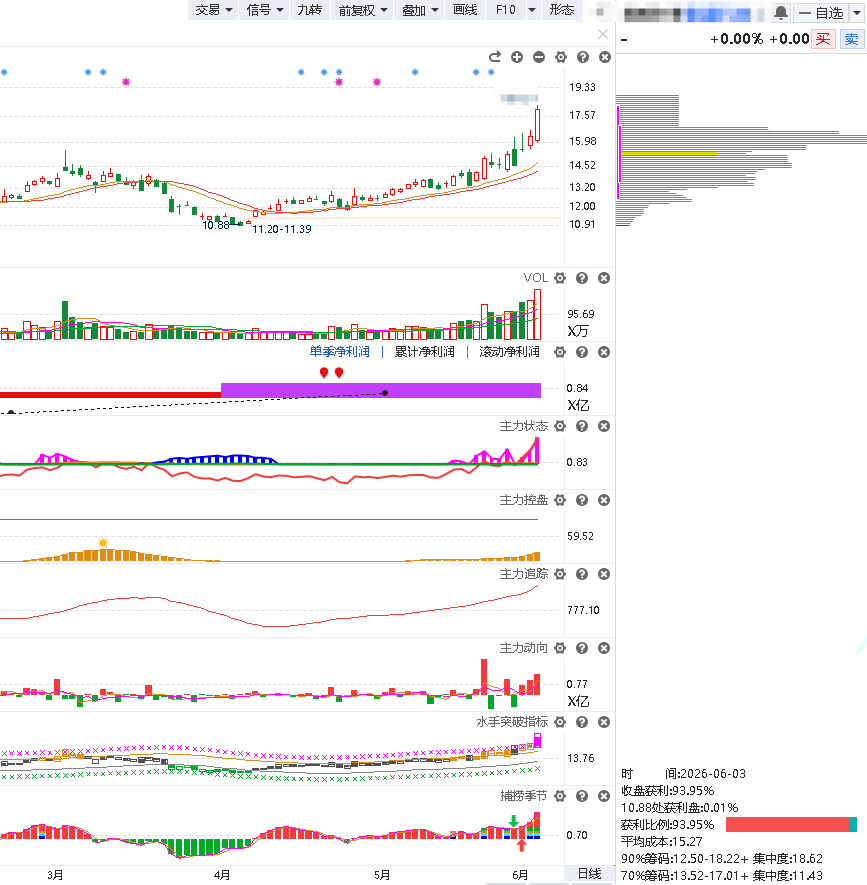 交易 信号 九转 前复权 叠加 画线 F10 形态 一 自选
-
+0.00% +0.00 买 卖
19.33
17.57
15.98
14.52
13.20
12.00
10.91
10.88
11.20-11.39
VOL
95.69
X万
单季净利润 | 累计净利润 | 滚动净利润
0.84
X亿
主力状态
0.83
主力控盘
59.52
主力追踪
777.10
主力动向
0.77
X亿
水手突破指标
13.76
捕捞季节
0.70
3月 4月 5月 6月 日线
时 间:2026-06-03
收盘获利:93.95%
10.88处获利盘:0.01%
获利比例:93.95%
平均成本:15.27
90%筹码:12.50-18.22+ 集中度:18.62
70%筹码:13.52-17.01+ 集中度:11.43